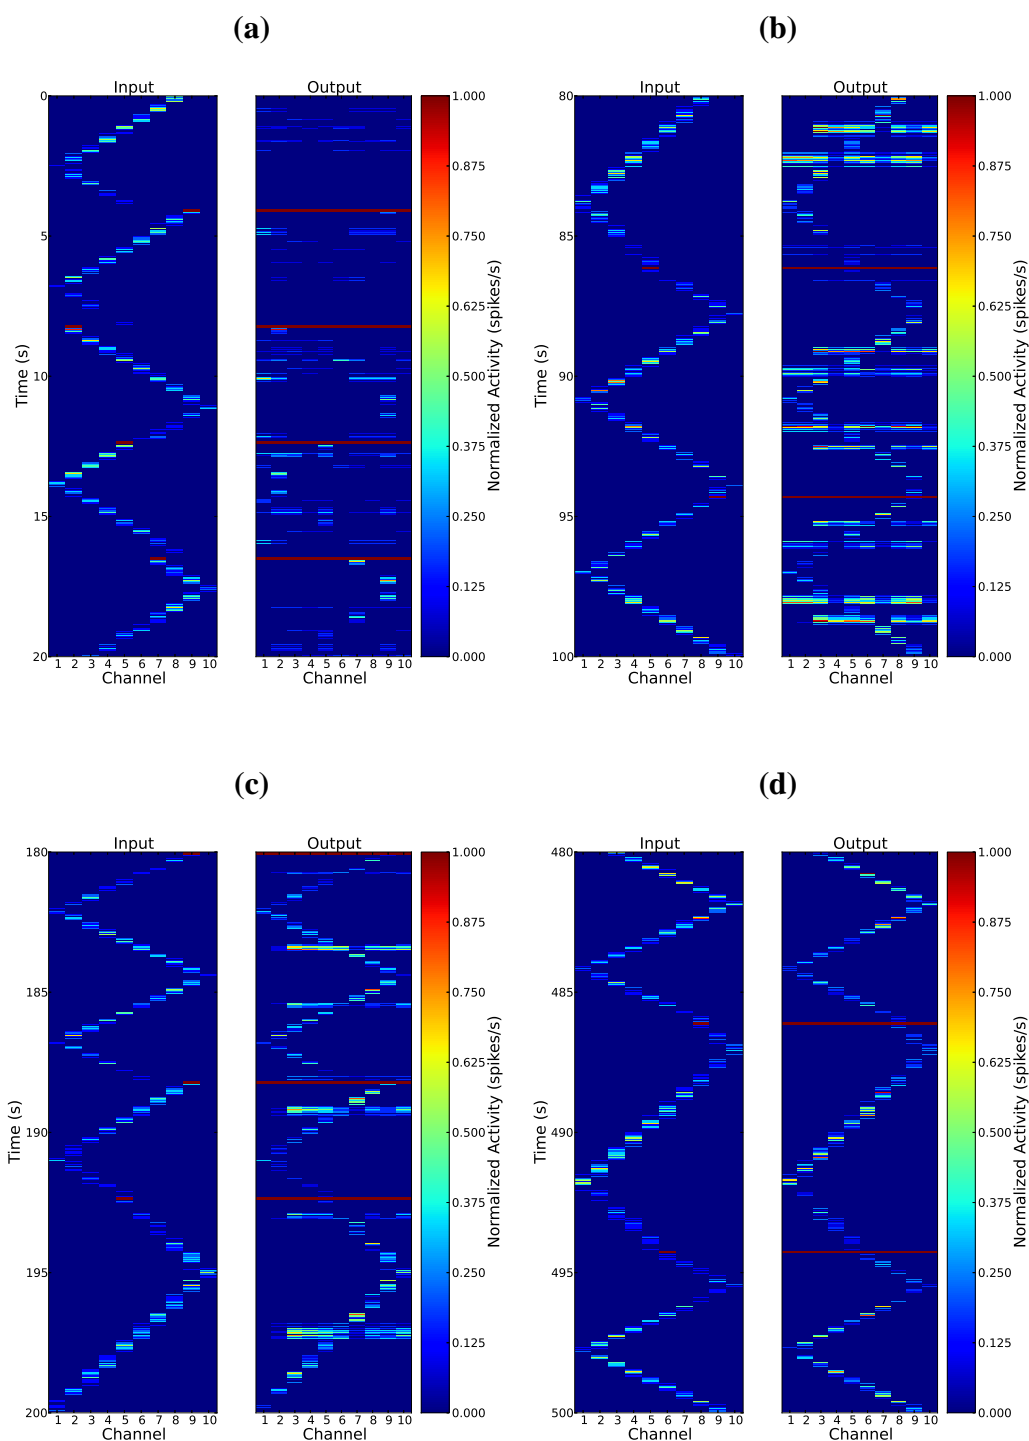 (a)
Input
Output
0
5
10
15
20
Time (s)
1 2 3 4 5 6 7 8 9 10
Channel
1 2 3 4 5 6 7 8 9 10
Channel
1.000
0.875
0.750
0.625
0.500
0.375
0.250
0.125
0.000
Normalized Activity (spikes/s)
(b)
Input
Output
80
85
90
95
100
Time (s)
1 2 3 4 5 6 7 8 9 10
Channel
1 2 3 4 5 6 7 8 9 10
Channel
1.000
0.875
0.750
0.625
0.500
0.375
0.250
0.125
0.000
Normalized Activity (spikes/s)
(c)
Input
Output
180
185
190
195
200
Time (s)
1 2 3 4 5 6 7 8 9 10
Channel
1 2 3 4 5 6 7 8 9 10
Channel
1.000
0.875
0.750
0.625
0.500
0.375
0.250
0.125
0.000
Normalized Activity (spikes/s)
(d)
Input
Output
480
485
490
495
500
Time (s)
1 2 3 4 5 6 7 8 9 10
Channel
1 2 3 4 5 6 7 8 9 10
Channel
1.000
0.875
0.750
0.625
0.500
0.375
0.250
0.125
0.000
Normalized Activity (spikes/s)